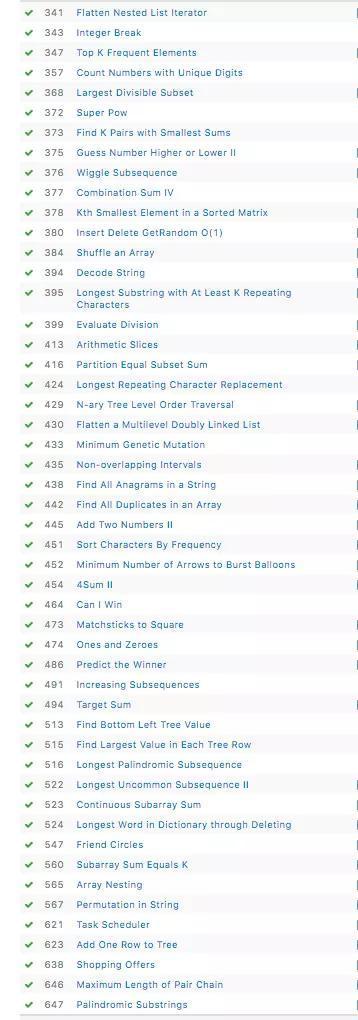 341 Flatten Nested List Iterator
343 Integer Break
347 Top K Frequent Elements
357 Count Numbers with Unique Digits
368 Largest Divisible Subset
372 Super Pow
373 Find K Pairs with Smallest Sums
375 Guess Number Higher or Lower II
376 Wiggle Subsequence
377 Combination Sum IV
378 Kth Smallest Element in a Sorted Matrix
380 Insert Delete GetRandom O(1)
384 Shuffle an Array
394 Decode String
395 Longest Substring with At Least K Repeating
Characters
399 Evaluate Division
413 Arithmetic Slices
416 Partition Equal Subset Sum
424 Longest Repeating Character Replacement
429 N-ary Tree Level Order Traversal
430 Flatten a Multilevel Doubly Linked List
433 Minimum Genetic Mutation
435 Non-overlapping Intervals
438 Find All Anagrams in a String
442 Find All Duplicates in an Array
445 Add Two Numbers II
451 Sort Characters By Frequency
452 Minimum Number of Arrows to Burst Balloons
454 4Sum II
464 Can I Win
473 Matchsticks to Square
474 Ones and Zeroes
486 Predict the Winner
491 Increasing Subsequences
494 Target Sum
513 Find Bottom Left Tree Value
515 Find Largest Value in Each Tree Row
516 Longest Palindromic Subsequence
522 Longest Uncommon Subsequence II
523 Continuous Subarray Sum
524 Longest Word in Dictionary through Deleting
547 Friend Circles
560 Subarray Sum Equals K
565 Array Nesting
567 Permutation in String
621 Task Scheduler
623 Add One Row to Tree
638 Shopping Offers
646 Maximum Length of Pair Chain
647 Palindromic Substrings